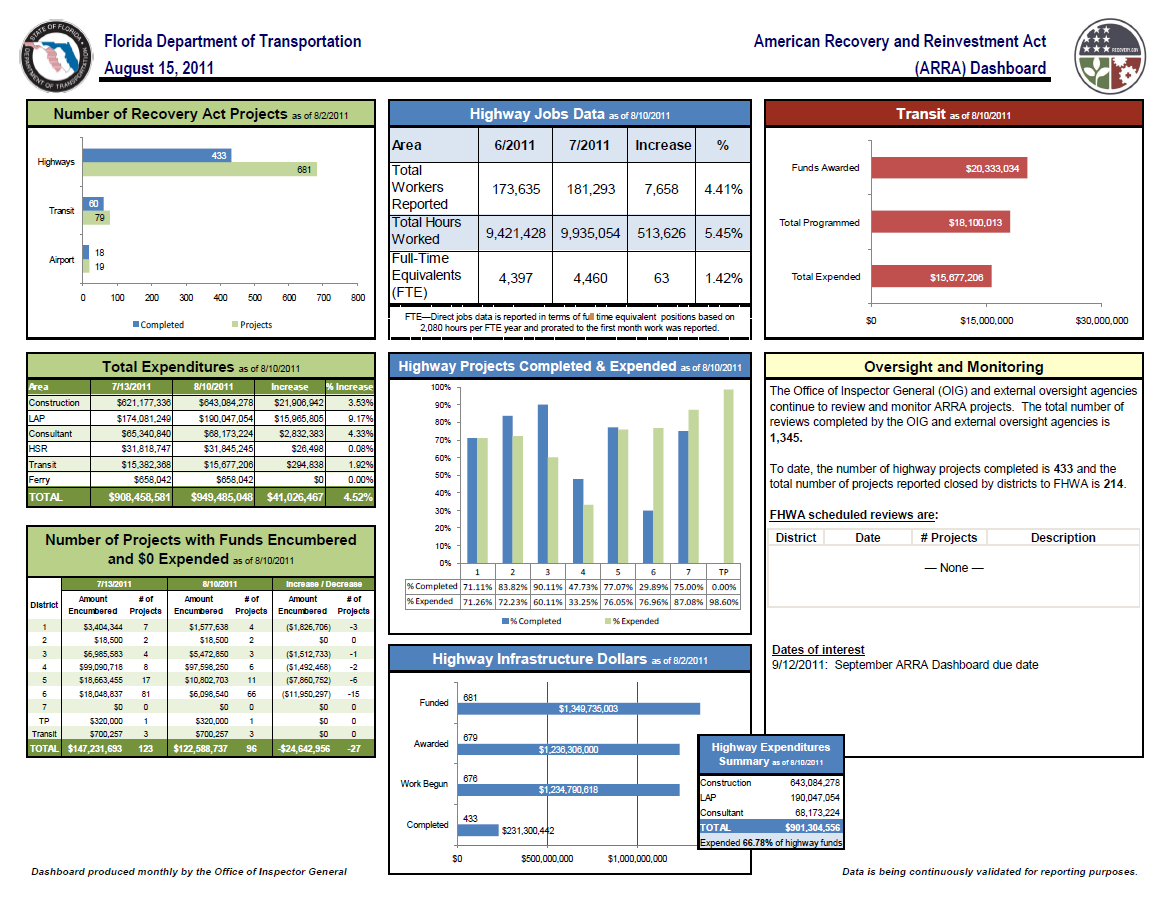 Florida Department of Transportation
August 15, 2011
American Recovery and Reinvestment Act
(ARRA) Dashboard
STATE OF FLORIDA
DEPARTMENT OF TRANSPORTATION
RECOVERY.GOV
Number of Recovery Act Projects as of 8/2/2011
Highways 433 681
Transit 60 79
Airport 18 19
0 100 200 300 400 500 600 700 800
Completed Projects
Highway Jobs Data as of 8/10/2011
Area 6/2011 7/2011 Increase %
Total
Workers
Reported 173,635 181,293 7,658 4.41%
Total Hours
Worked 9,421,428 9,935,054 513,626 5.45%
Full-Time
Equivalents
(FTE) 4,397 4,460 63 1.42%
FTE—Direct jobs data is reported in terms of full time equivalent positions based on
2,080 hours per FTE year and prorated to the first month work was reported.
Transit as of 8/10/2011
Funds Awarded $20,333,034
Total Programmed $18,100,013
Total Expended $15,677,206
$0 $15,000,000 $30,000,000
Total Expenditures as of 8/10/2011
Area 7/13/2011 8/10/2011 Increase % Increase
Construction $621,177,336 $643,084,278 $21,906,942 3.53%
LAP $174,081,249 $190,047,054 $15,965,805 9.17%
Consultant $65,340,840 $68,173,224 $2,832,383 4.33%
HSR $31,818,747 $31,845,245 $26,498 0.08%
Transit $15,382,368 $15,677,206 $294,838 1.92%
Ferry $658,042 $658,042 $0 0.00%
TOTAL $908,458,581 $949,485,048 $41,026,467 4.52%
Number of Projects with Funds Encumbered
and $0 Expended as of 8/10/2011
7/13/2011 8/10/2011 Increase / Decrease
District Amount Encumbered # of Projects Amount Encumbered # of Projects Amount Encumbered # of Projects
1 $3,404,344 7 $1,577,638 4 ($1,826,706) -3
2 $18,500 2 $18,500 2 $0 0
3 $6,985,583 4 $5,472,850 3 ($1,512,733) -1
4 $99,090,718 8 $97,598,250 6 ($1,492,468) -2
5 $18,663,455 17 $10,802,703 11 ($7,860,752) -6
6 $18,048,837 81 $6,098,540 66 ($11,950,297) -15
7 $0 0 $0 0 $0 0
TP $320,000 1 $320,000 1 $0 0
Transit $700,257 3 $700,257 3 $0 0
TOTAL $147,231,693 123 $122,588,737 96 -$24,642,956 -27
Highway Projects Completed & Expended as of 8/10/2011
100%
90%
80%
70%
60%
50%
40%
30%
20%
10%
0%
1 2 3 4 5 6 7 TP
% Completed 71.11% 83.82% 90.11% 47.73% 77.07% 29.89% 75.00% 0.00%
% Expended 71.26% 72.23% 60.11% 33.25% 76.05% 76.96% 87.08% 98.60%
% Completed % Expended
Highway Infrastructure Dollars as of 8/2/2011
Funded 681 $1,349,735,003
Awarded 679 $1,236,306,000
Work Begun 676 $1,234,790,618
Completed 433 $231,300,442
$0 $500,000,000 $1,000,000,000
Highway Expenditures
Summary as of 8/10/2011
Construction 643,084,278
LAP 190,047,054
Consultant 68,173,224
TOTAL $901,304,556
Expended 66.78% of highway funds
Oversight and Monitoring
The Office of Inspector General (OIG) and external oversight agencies
continue to review and monitor ARRA projects. The total number of
reviews completed by the OIG and external oversight agencies is
1,345.
To date, the number of highway projects completed is 433 and the
total number of projects reported closed by districts to FHWA is 214.
FHWA scheduled reviews are:
District Date # Projects Description
— None —
Dates of interest
9/12/2011: September ARRA Dashboard due date
Dashboard produced monthly by the Office of Inspector General
Data is being continuously validated for reporting purposes.